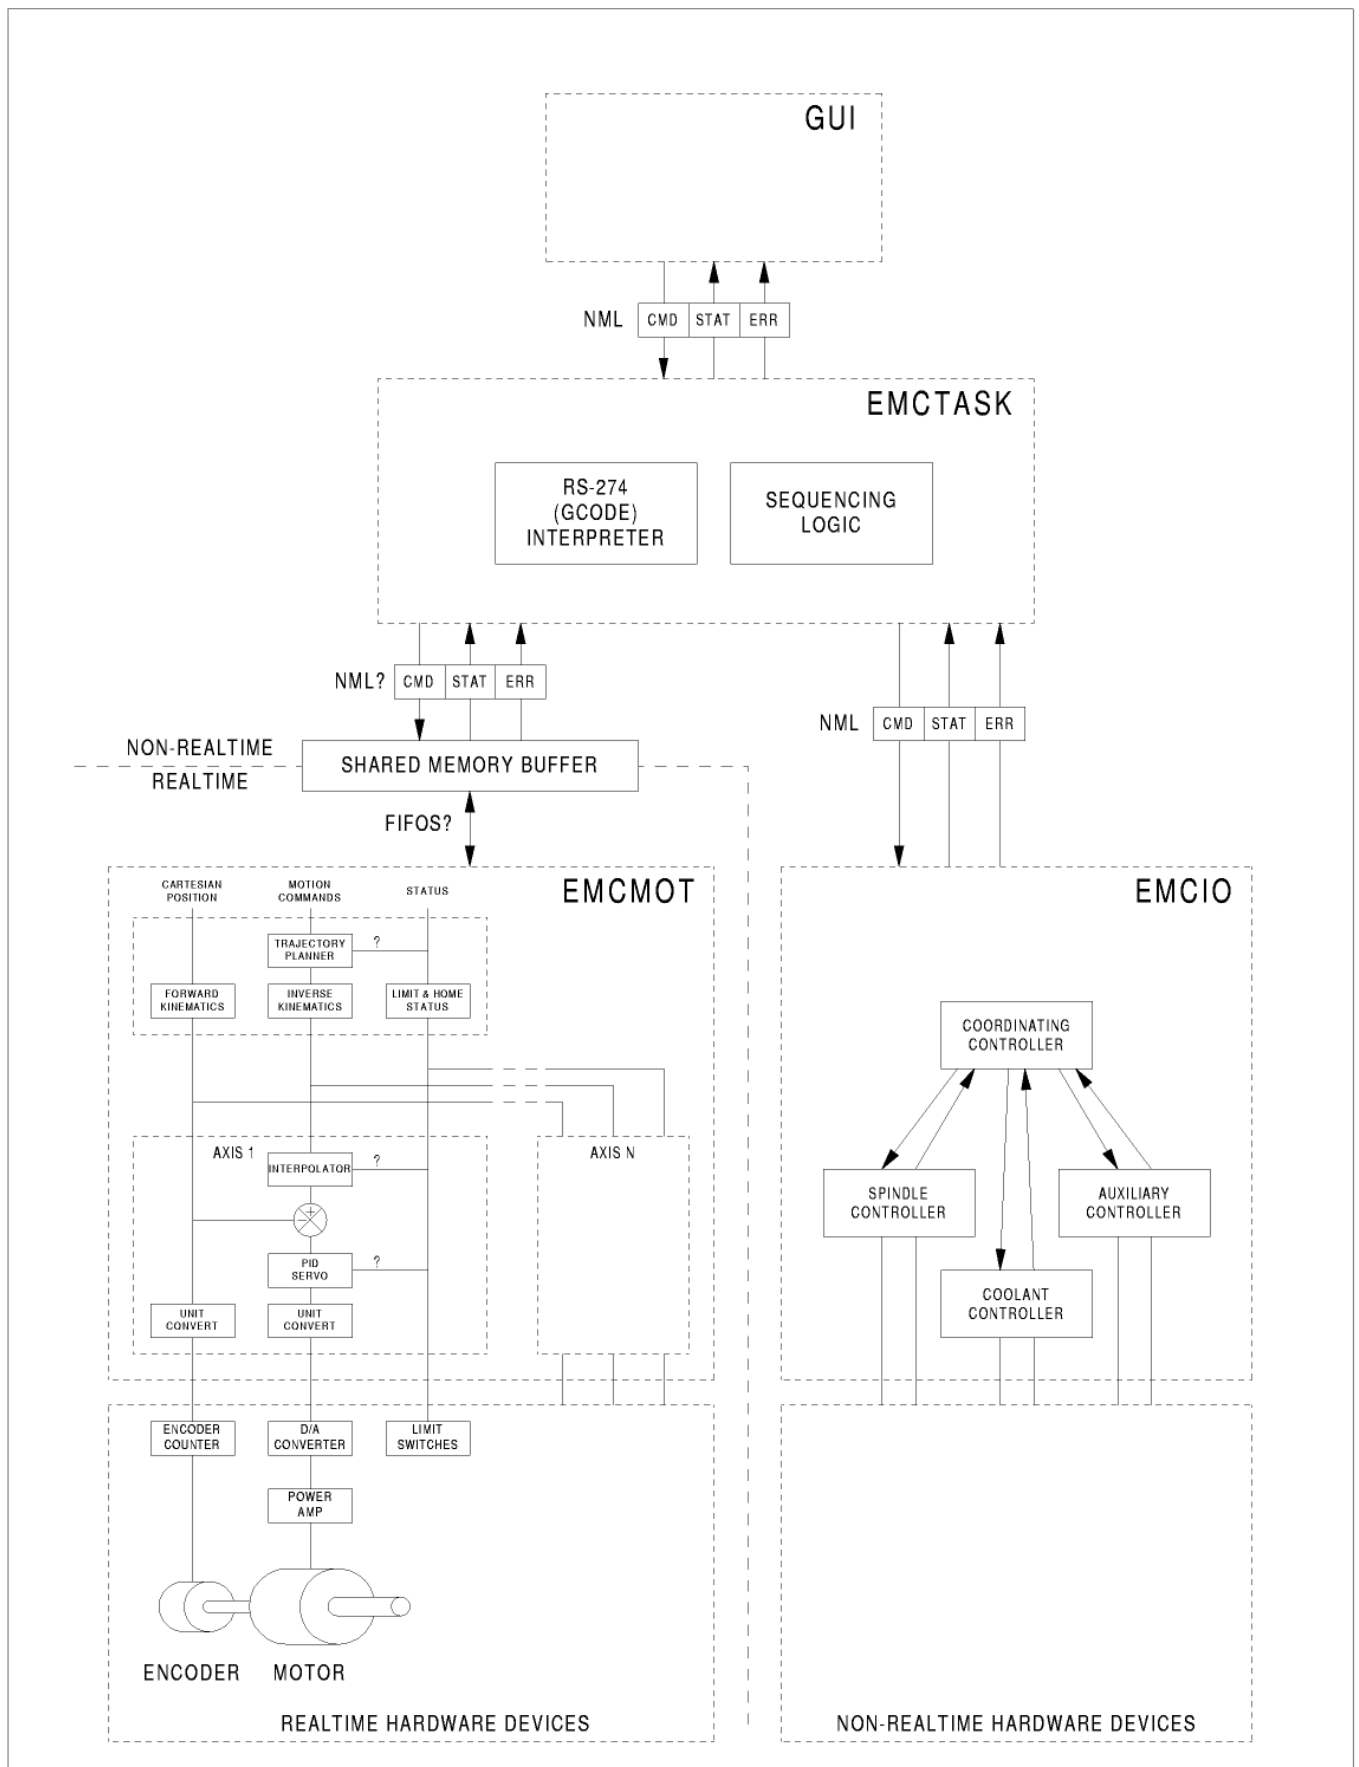 GUI
NML
CMD
STAT
ERR
EMCTASK
RS-274
(GCODE)
INTERPRETER
SEQUENCING
LOGIC
NML?
CMD
STAT
ERR
NML
CMD
STAT
ERR
NON-REALTIME
REALTIME
SHARED MEMORY BUFFER
FIFOS?
EMCMOT
CARTESIAN
POSITION
MOTION
COMMANDS
STATUS
TRAJECTORY
PLANNER
?
FORWARD
KINEMATICS
INVERSE
KINEMATICS
LIMIT & HOME
STATUS
AXIS 1
INTERPOLATOR
?
+
−
PID
SERVO
?
UNIT
CONVERT
UNIT
CONVERT
AXIS N
EMCIO
COORDINATING
CONTROLLER
SPINDLE
CONTROLLER
AUXILIARY
CONTROLLER
COOLANT
CONTROLLER
ENCODER
COUNTER
D/A
CONVERTER
LIMIT
SWITCHES
POWER
AMP
ENCODER
MOTOR
REALTIME HARDWARE DEVICES
NON-REALTIME HARDWARE DEVICES